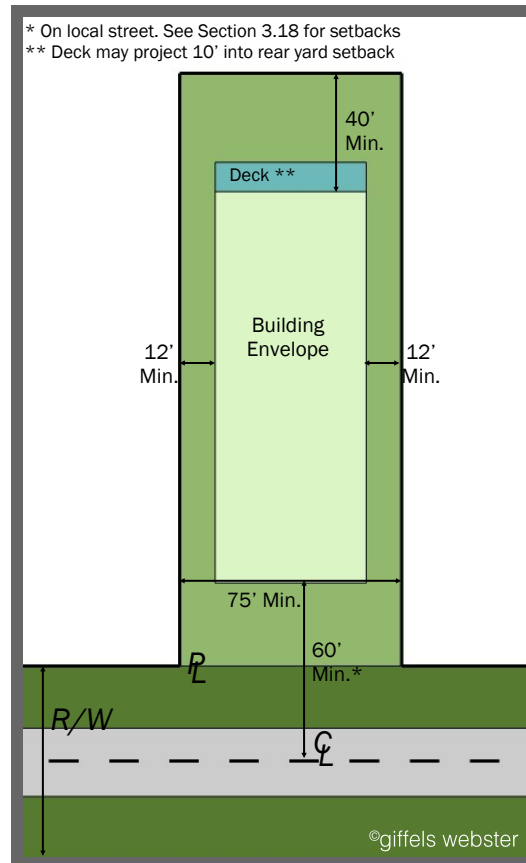 * On local street. See Section 3.18 for setbacks
** Deck may project 10’ into rear yard setback
40’
Min.
Deck **
Building
Envelope
12’
Min.
12’
Min.
75’ Min.
60’
Min.*
PL
R/W
CL
©giffels webster